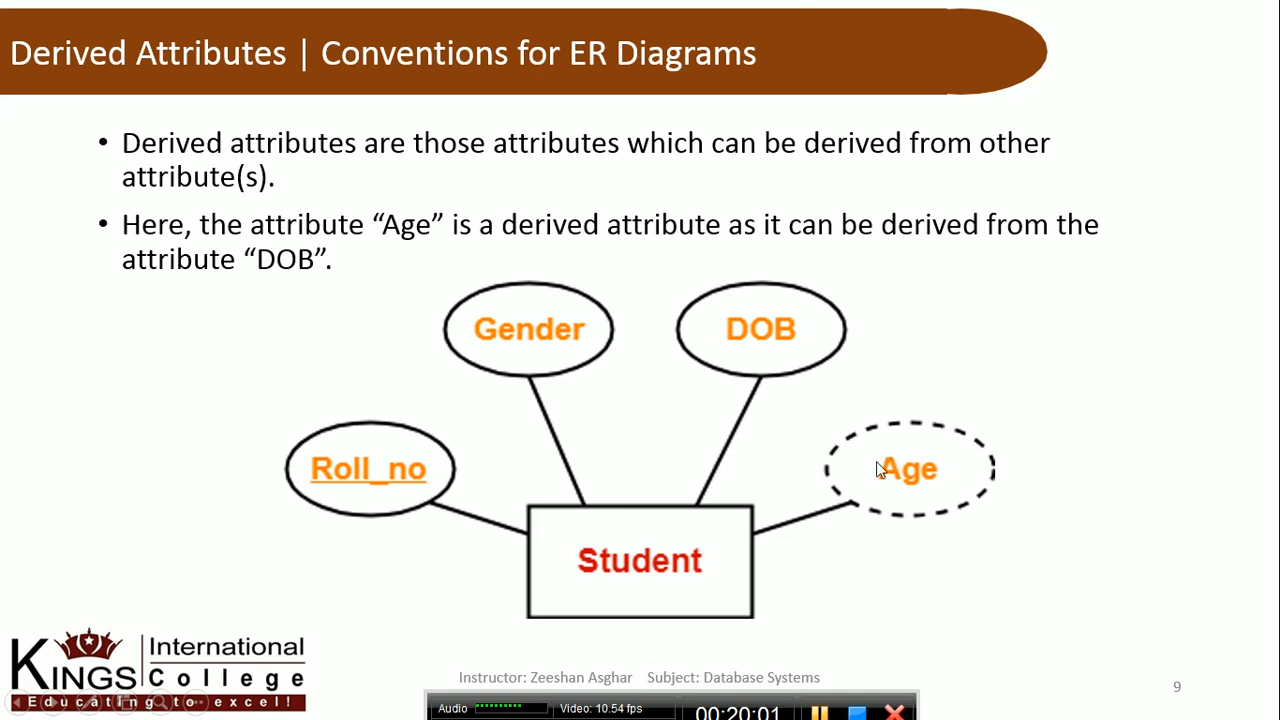 Derived Attributes | Conventions for ER Diagrams
• Derived attributes are those attributes which can be derived from other
attribute(s).
• Here, the attribute “Age” is a derived attribute as it can be derived from the
attribute “DOB”.
Gender
DOB
Roll_no
Age
Student
KINGS
International
College
Educating to excel!
Instructor: Zeeshan Asghar Subject: Database Systems
9
Audio
Video: 10.54 fps
00:20:01